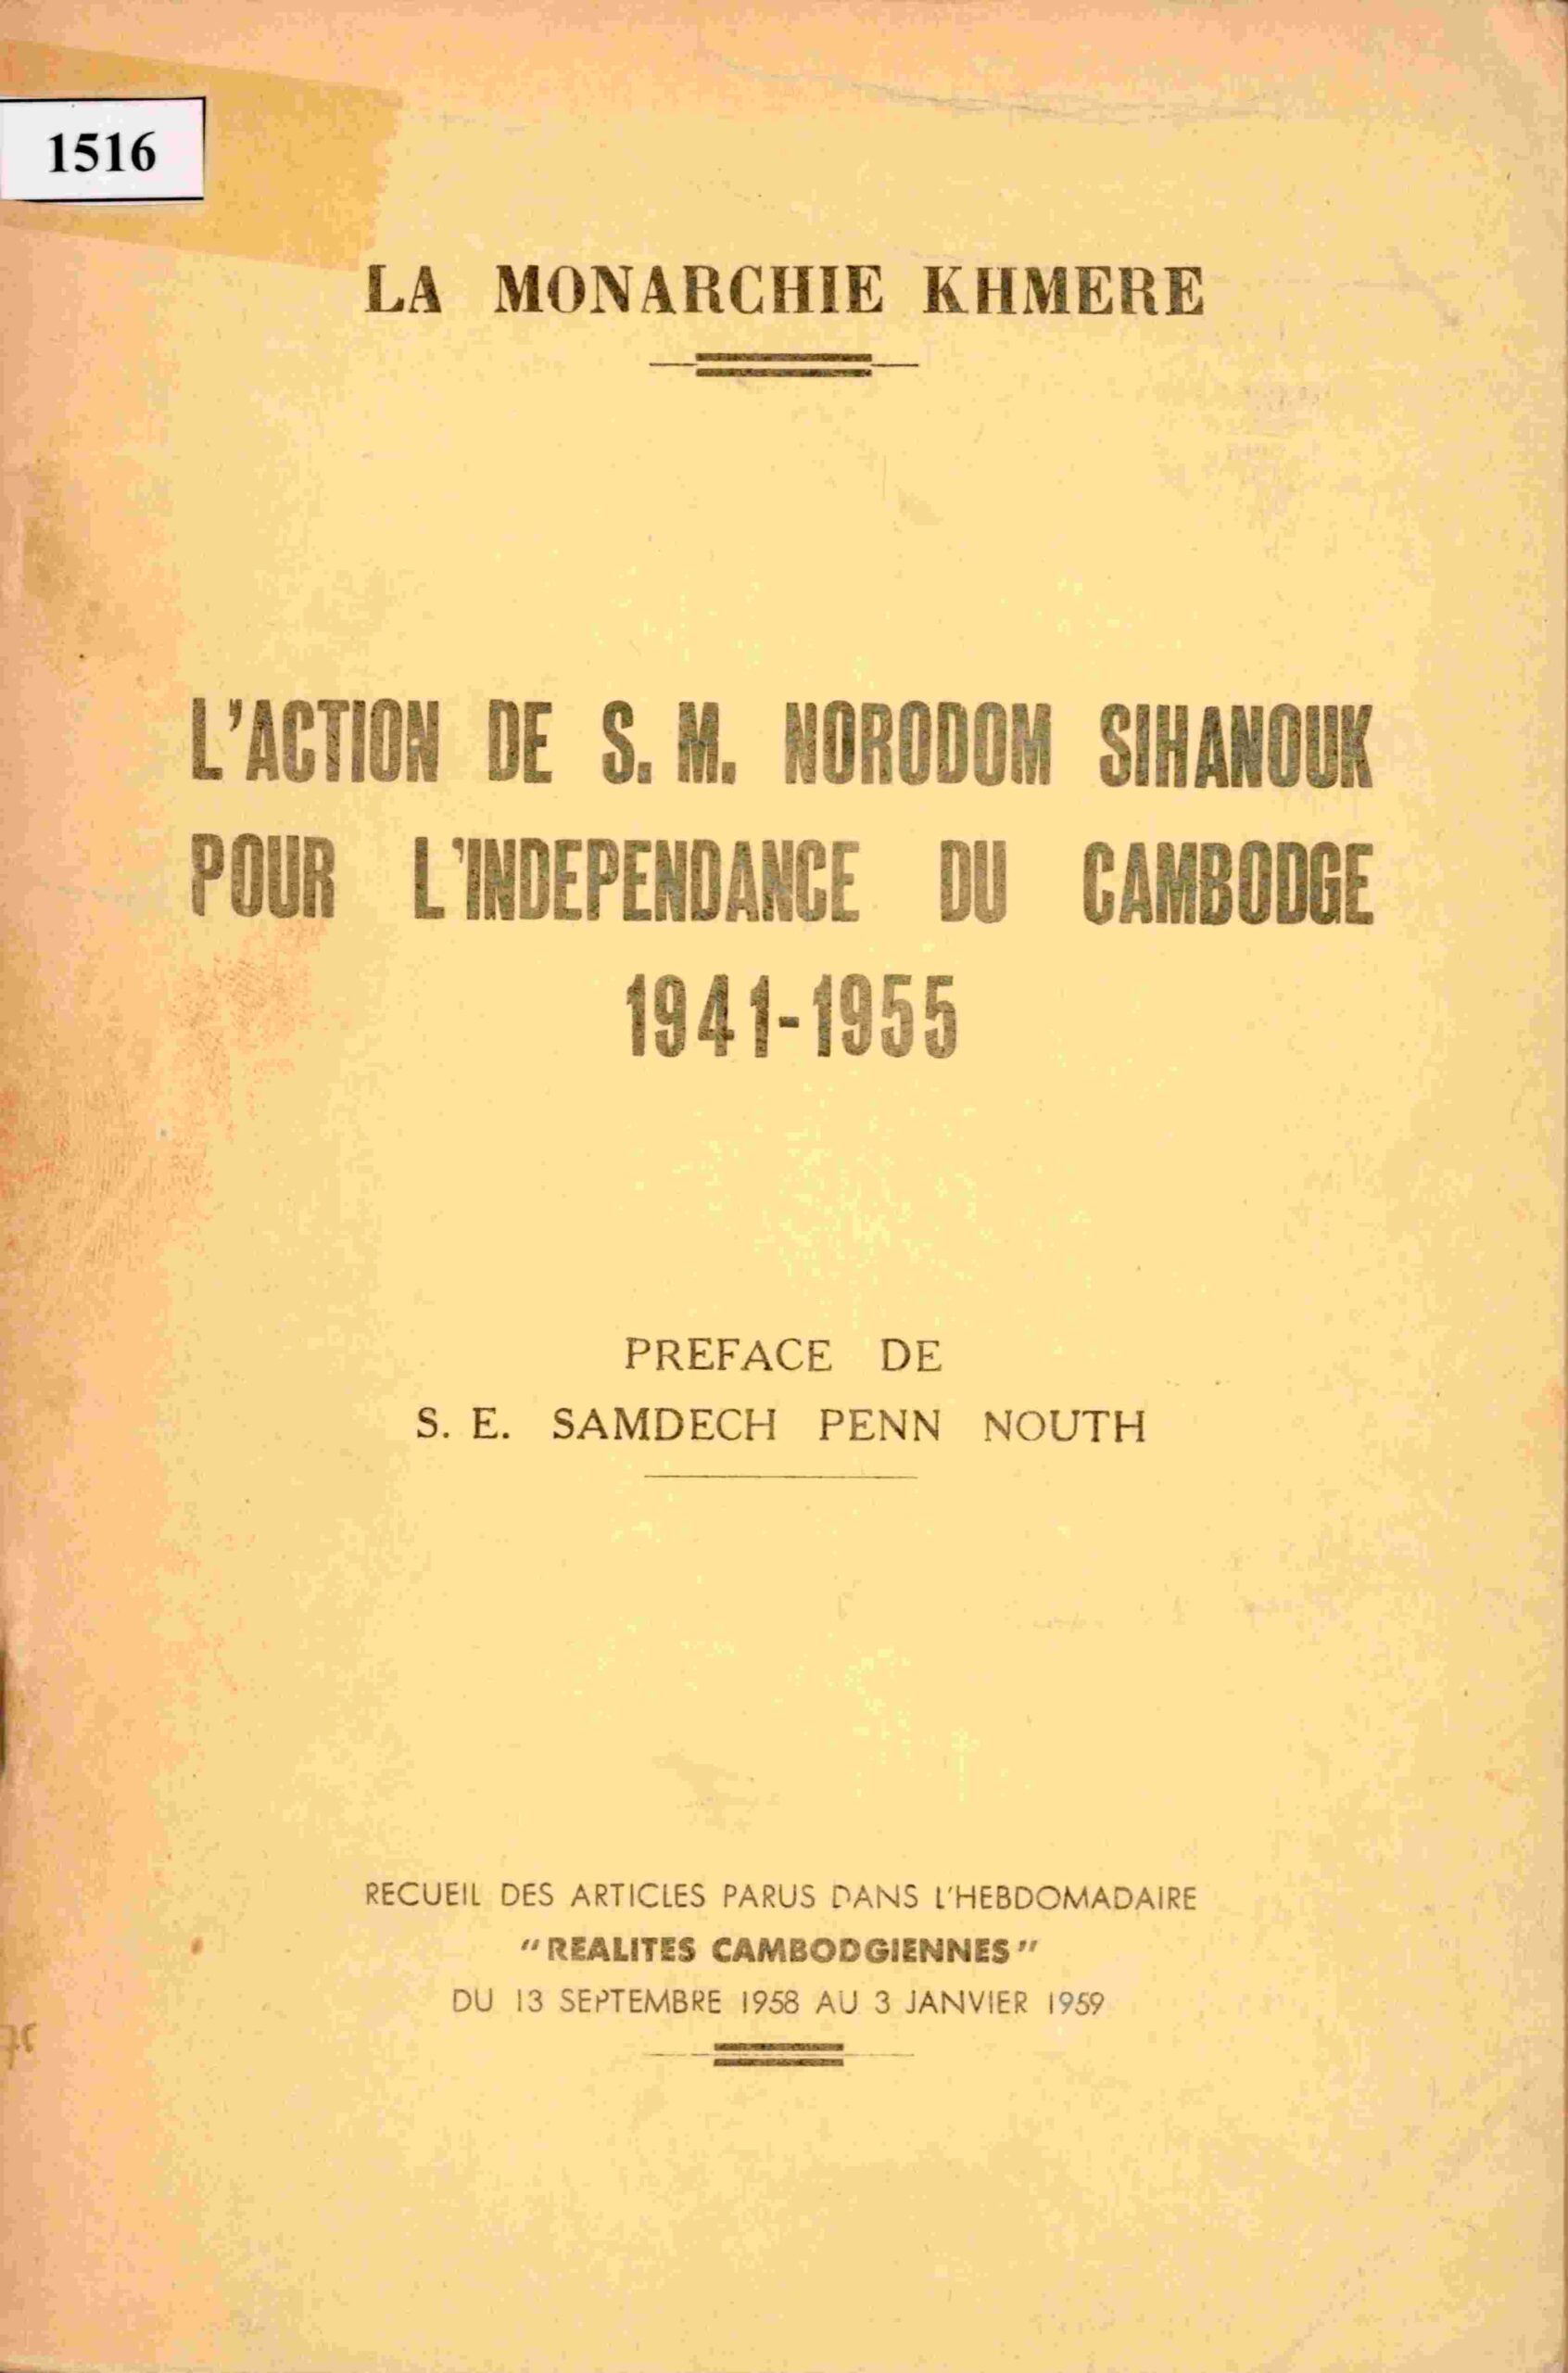 1516
LA MONARCHIE KHMERE
L'ACTION DE S. M. NORODOM SIHANOUK
POUR L'INDEPENDANCE DU CAMBODGE
1941-1955
PREFACE DE
S. E. SAMDECH PENN NOUTH
RECUEIL DES ARTICLES PARUS DANS L'HEBDOMADAIRE
"REALITES CAMBODGIENNES"
DU 13 SEPTEMBRE 1958 AU 3 JANVIER 1959